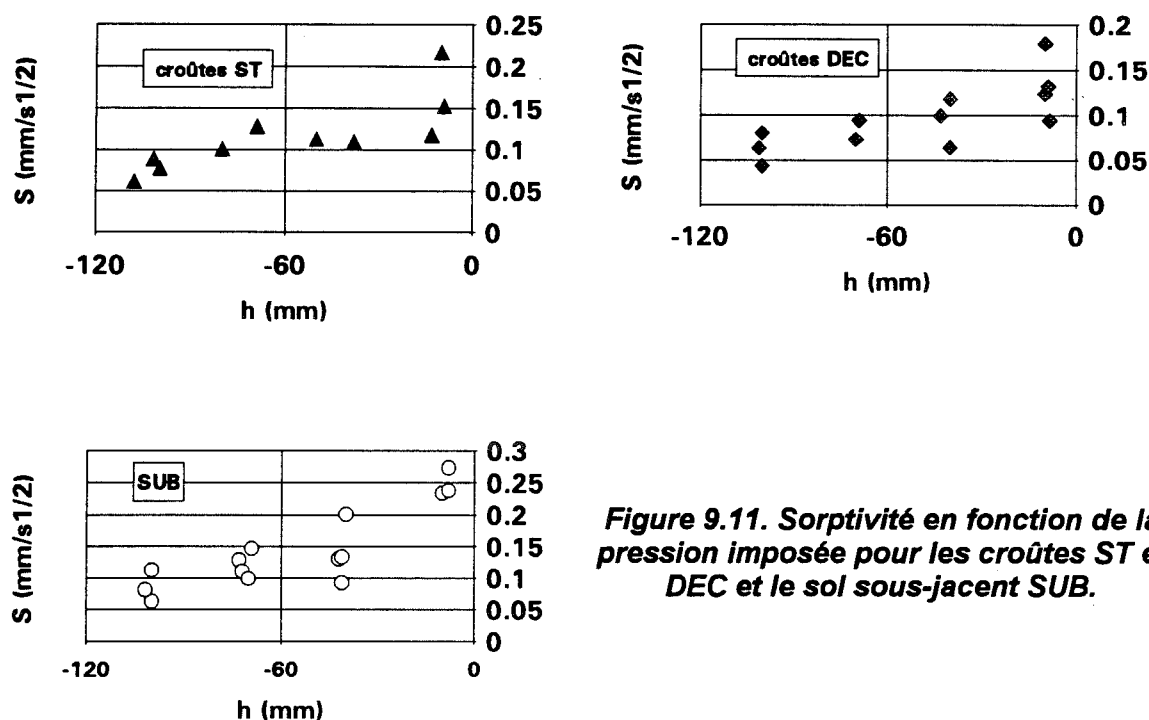 croûtes ST
0.25
0.2
0.15
0.1
0.05
0
S (mm/s1/2)
-120
-60
0
h (mm)
croûtes DEC
0.2
0.15
0.1
0.05
0
S (mm/s1/2)
-120
-60
0
h (mm)
SUB
0.3
0.25
0.2
0.15
0.1
0.05
0
S (mm/s1/2)
-120
-60
0
h (mm)
Figure 9.11. Sorptivité en fonction de la
pression imposée pour les croûtes ST e
DEC et le sol sous-jacent SUB.